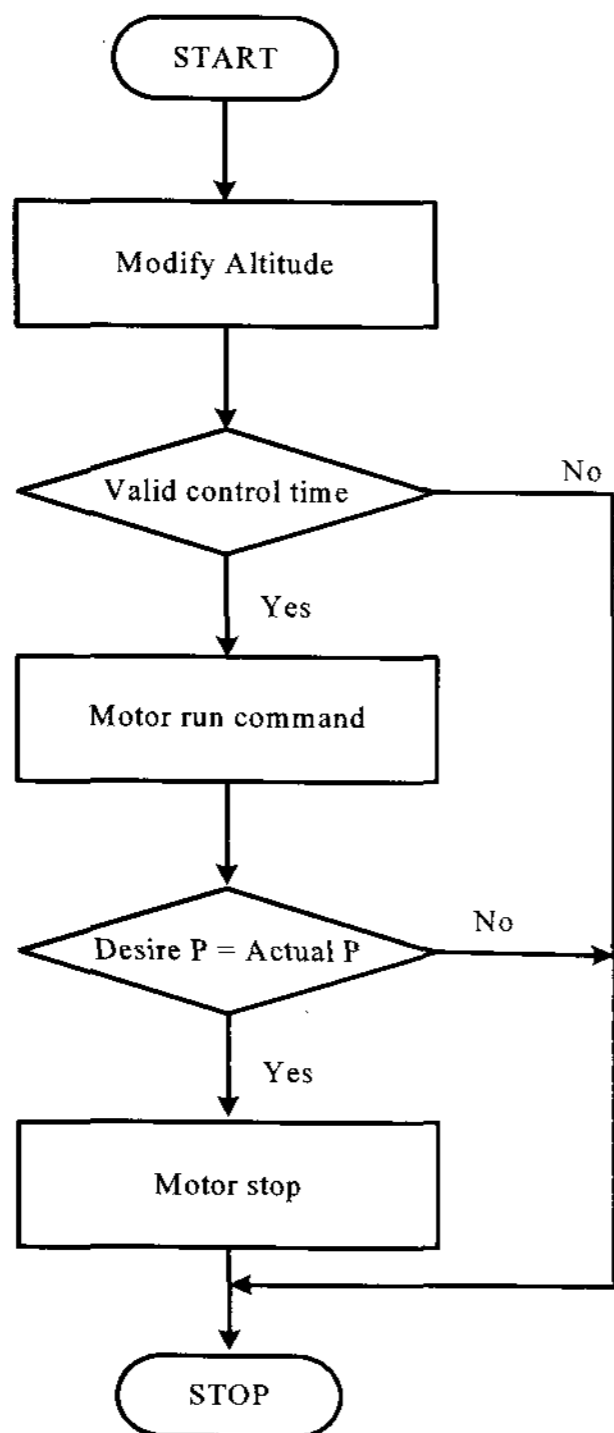 START
Modify Altitude
Valid control time
No
Yes
Motor run command
Desire P = Actual P
No
Yes
Motor stop
STOP